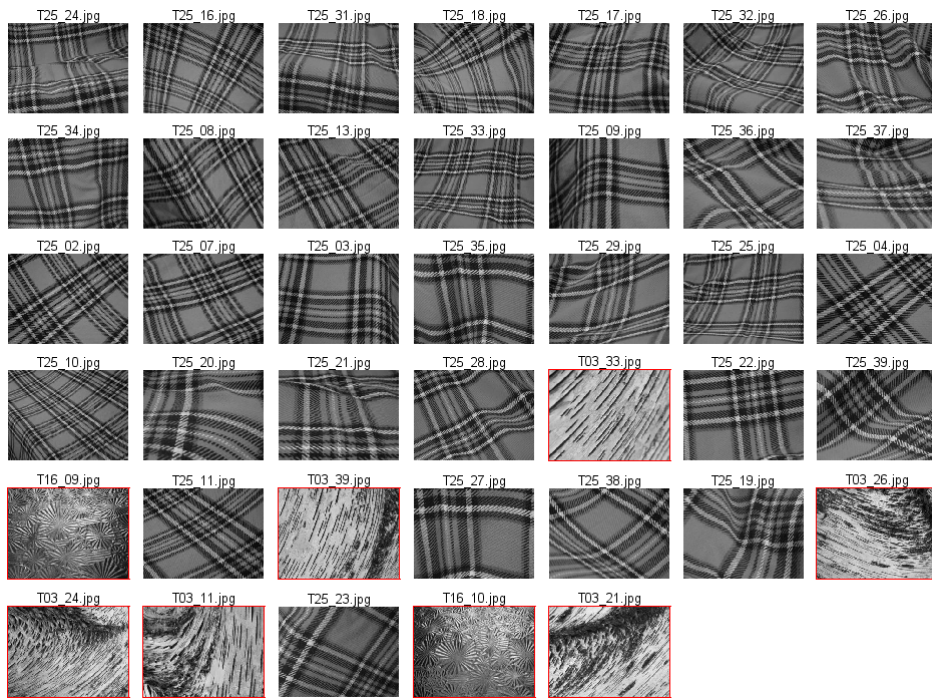 T25_24.jpg T25_16.jpg T25_31.jpg T25_18.jpg T25_17.jpg T25_32.jpg T25_26.jpg
T25_34.jpg T25_08.jpg T25_13.jpg T25_33.jpg T25_09.jpg T25_36.jpg T25_37.jpg
T25_02.jpg T25_07.jpg T25_03.jpg T25_35.jpg T25_29.jpg T25_25.jpg T25_04.jpg
T25_10.jpg T25_20.jpg T25_21.jpg T25_28.jpg T03_33.jpg T25_22.jpg T25_39.jpg
T16_09.jpg T25_11.jpg T03_39.jpg T25_27.jpg T25_38.jpg T25_19.jpg T03_26.jpg
T03_24.jpg T03_11.jpg T25_23.jpg T16_10.jpg T03_21.jpg